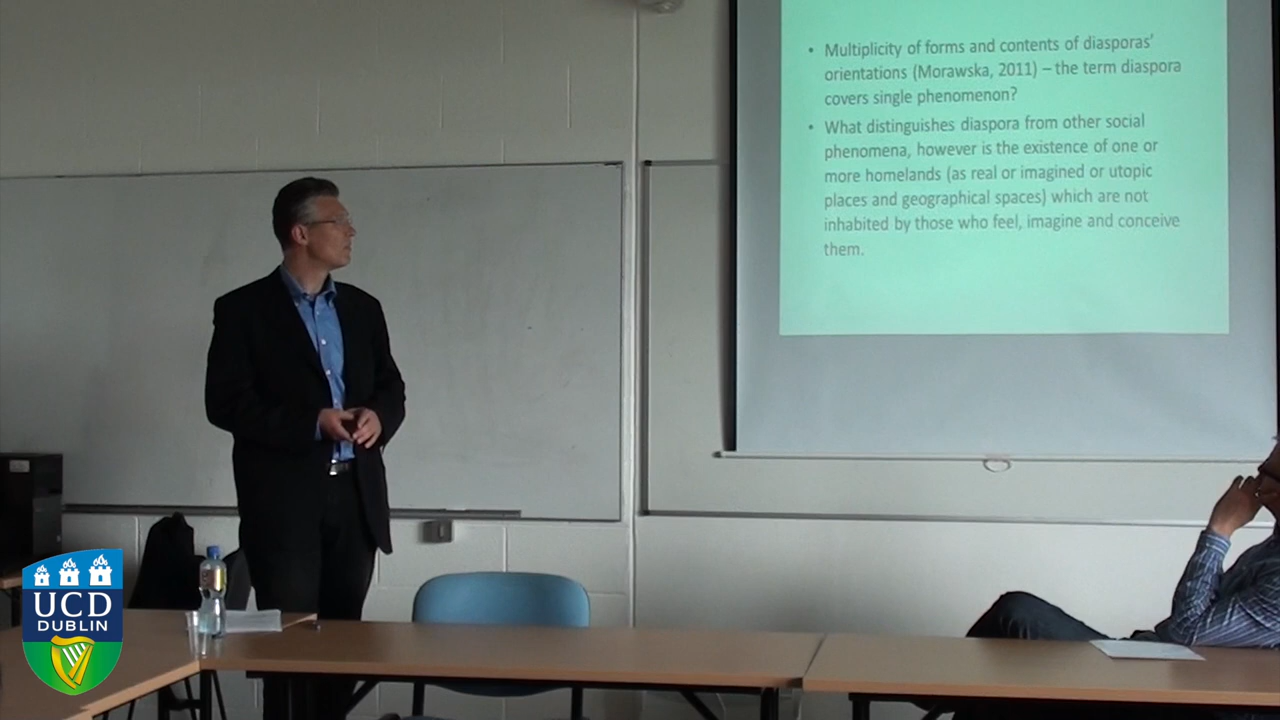 • Multiplicity of forms and contents of diasporas'
orientations (Morawska, 2011) – the term diaspora
covers single phenomenon?
• What distinguishes diaspora from other social
phenomena, however is the existence of one or
more homelands (as real or imagined or utopic
places and geographical spaces) which are not
inhabited by those who feel, imagine and conceive
them.
UCD
DUBLIN